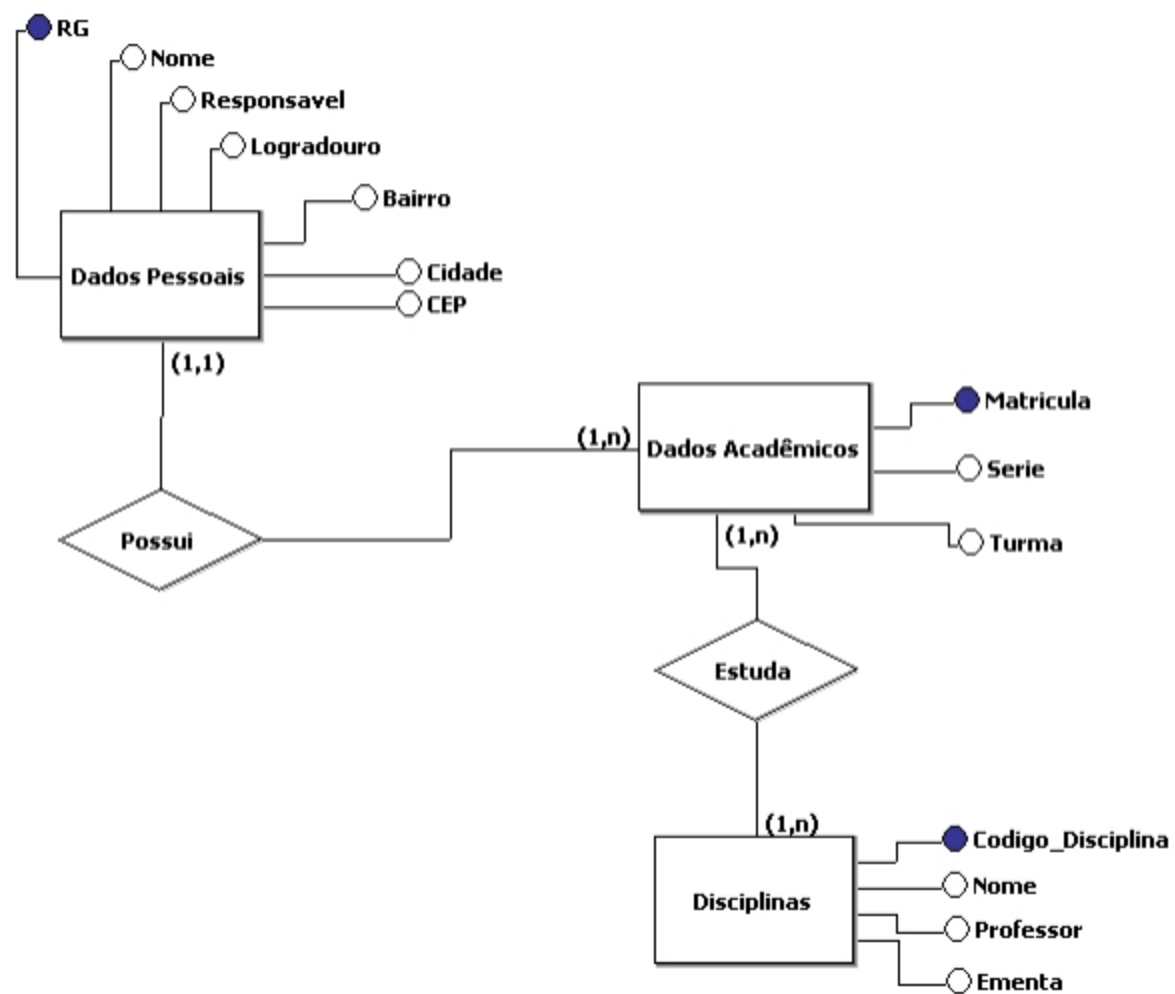 RG
Nome
Responsavel
Logradouro
Bairro
Dados Pessoais
Cidade
CEP
(1,1)
Possui
(1,n)
Dados Acadêmicos
Matricula
Serie
Turma
(1,n)
Estuda
(1,n)
Disciplinas
Codigo_Disciplina
Nome
Professor
Ementa